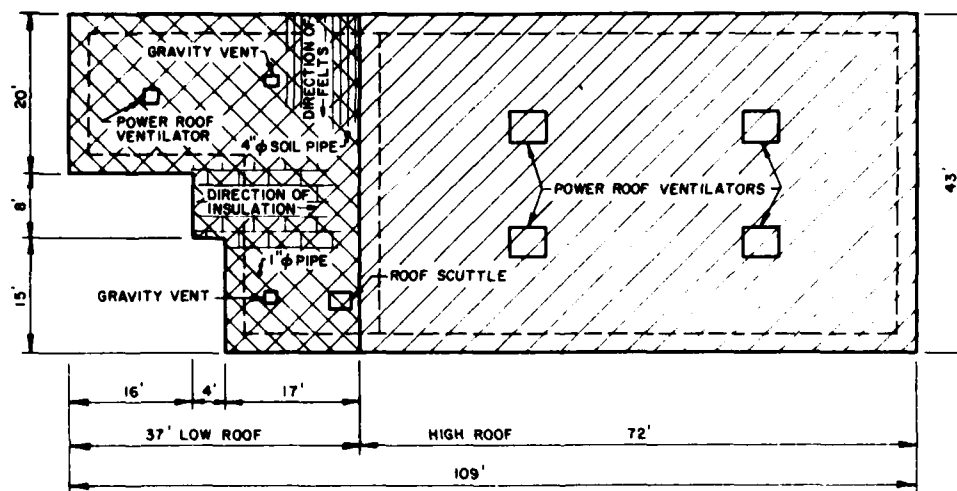 GRAVITY VENT
DIRECTION OF
FELTS
POWER ROOF
VENTILATOR
4"φ SOIL PIPE
20'
8'
15'
DIRECTION OF
INSULATION
1"φ PIPE
GRAVITY VENT
ROOF SCUTTLE
POWER ROOF VENTILATORS
43'
16'
4'
17'
37' LOW ROOF
HIGH ROOF
72'
109'